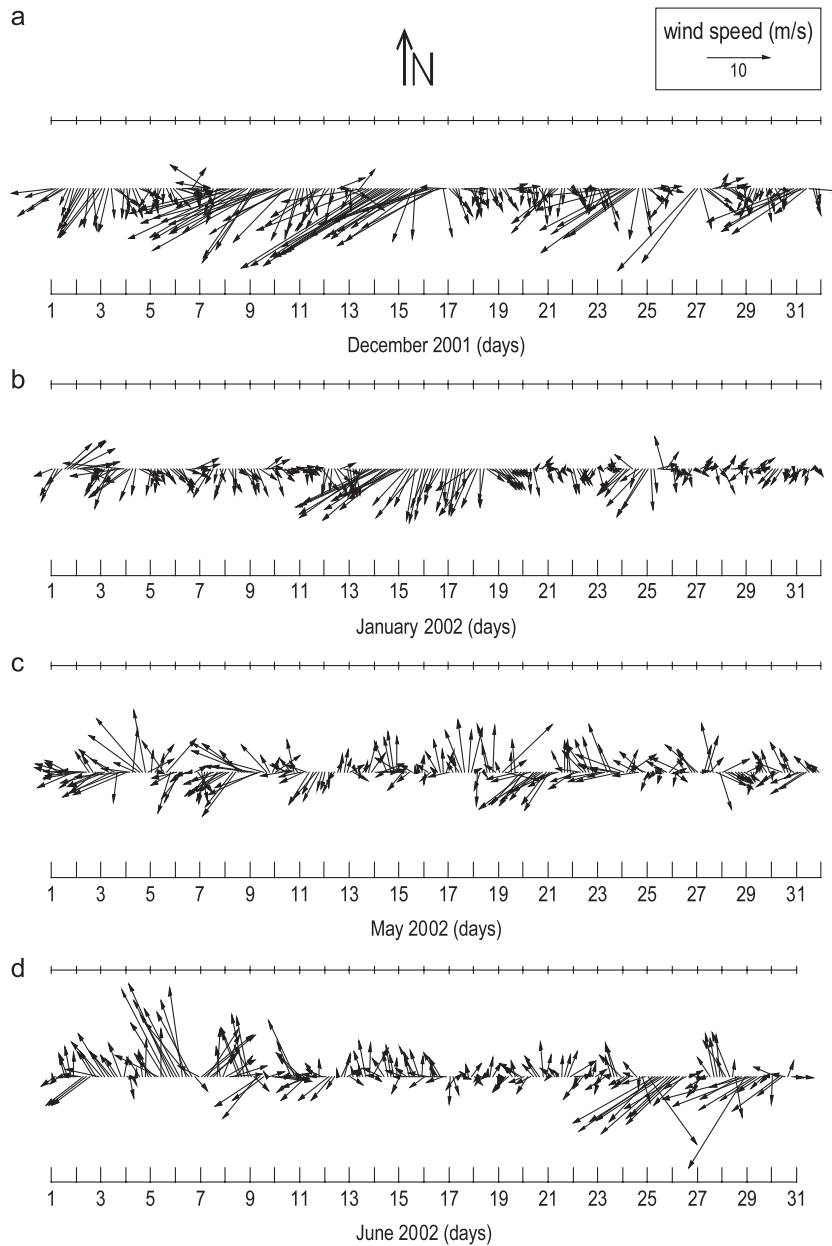 a
N
wind speed (m/s)
10
1 3 5 7 9 11 13 15 17 19 21 23 25 27 29 31
December 2001 (days)
b
1 3 5 7 9 11 13 15 17 19 21 23 25 27 29 31
January 2002 (days)
c
1 3 5 7 9 11 13 15 17 19 21 23 25 27 29 31
May 2002 (days)
d
1 3 5 7 9 11 13 15 17 19 21 23 25 27 29 31
June 2002 (days)